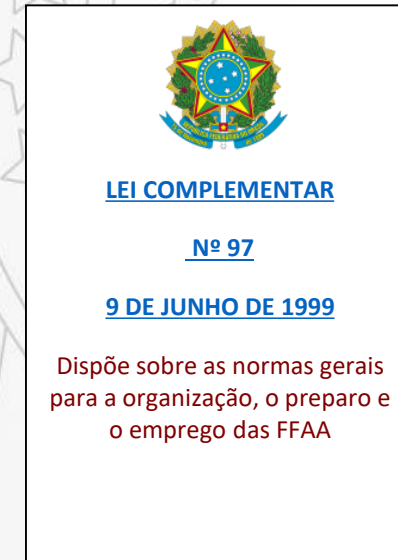 LEI COMPLEMENTAR
Nº 97
9 DE JUNHO DE 1999
Dispõe sobre as normas gerais
para a organização, o preparo e
o emprego das FFAA